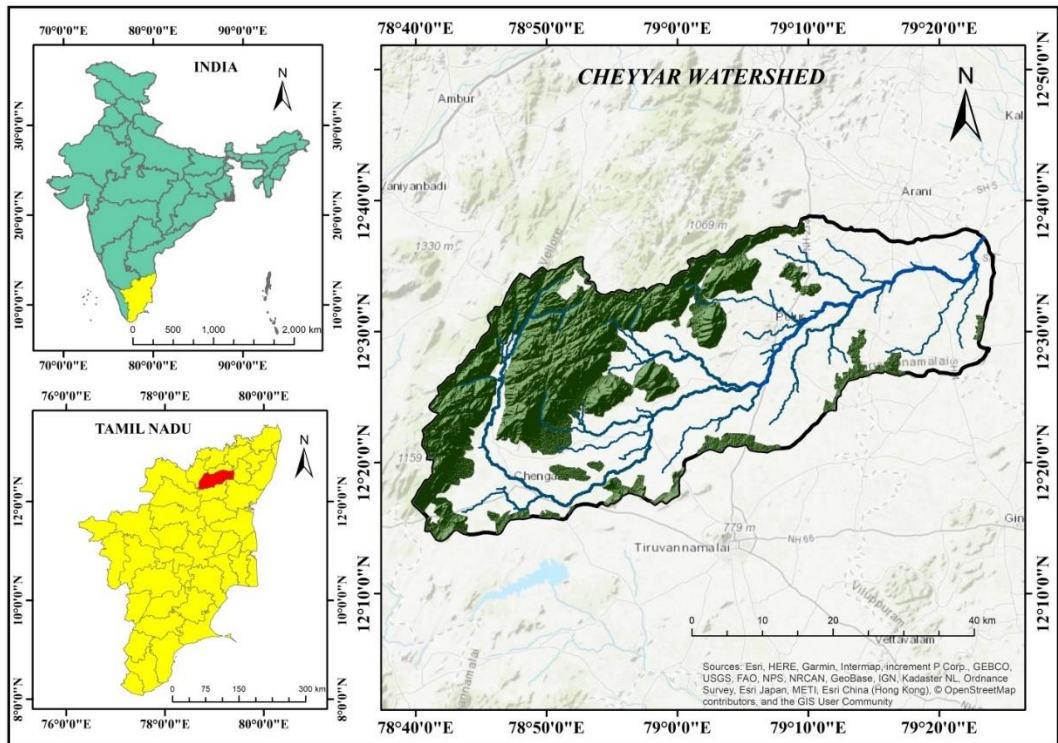 70°0'0"E 80°0'0"E 90°0'0"E
INDIA
N
30°0'0"N
20°0'0"N
10°0'0"N
30°0'0"N
20°0'0"N
10°0'0"N
0 500 1,000 2,000 km
76°0'0"E 78°0'0"E 80°0'0"E
TAMIL NADU
N
12°0'0"N
10°0'0"N
8°0'0"N
12°0'0"N
10°0'0"N
8°0'0"N
0 75 150 300 km
76°0'0"E 78°0'0"E 80°0'0"E
78°40'0"E 78°50'0"E 79°0'0"E 79°10'0"E 79°20'0"E
CHEYYAR WATERSHED
N
12°50'0"N
12°40'0"N
12°30'0"N
12°20'0"N
12°10'0"N
12°50'0"N
12°40'0"N
12°30'0"N
12°20'0"N
12°10'0"N
Ambur
Kal
Vaniyanbadi
Arani
SH 5
1069 m
1330 m
Vellore
1159
Chenga
779 m
Tiruvannamalai
NH 66
Gin
Viluppuram
Vettavalam
0 10 20 40 km
Sources: Esri, HERE, Garmin, Intermap, increment P Corp., GEBCO,
USGS, FAO, NPS, NRCAN, GeoBase, IGN, Kadaster NL, Ordnance
Survey, Esri Japan, METI, Esri China (Hong Kong), © OpenStreetMap
contributors, and the GIS User Community
78°40'0"E 78°50'0"E 79°0'0"E 79°10'0"E 79°20'0"E